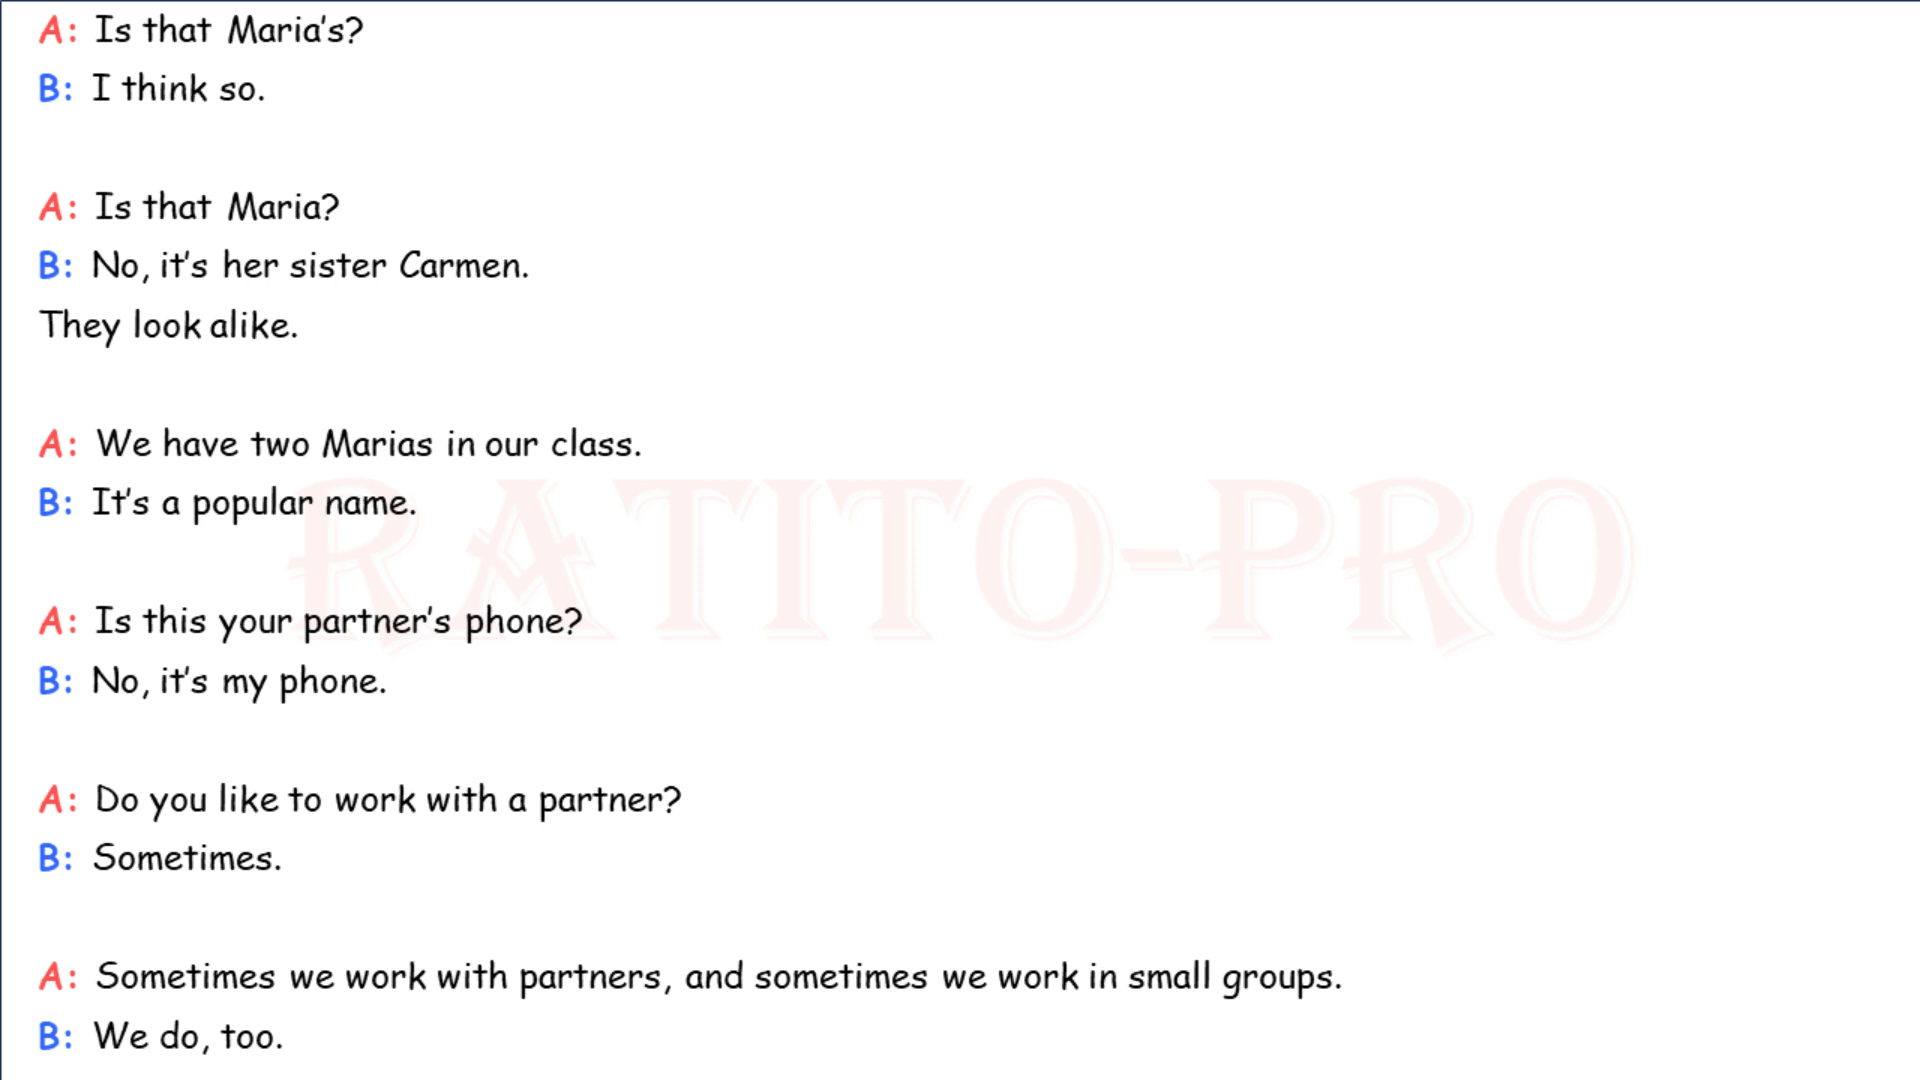 A: Is that Maria's?
B: I think so.
A: Is that Maria?
B: No, it's her sister Carmen.
They look alike.
A: We have two Marias in our class.
B: It's a popular name.
RATITO-PRO
A: Is this your partner's phone?
B: No, it's my phone.
A: Do you like to work with a partner?
B: Sometimes.
A: Sometimes we work with partners, and sometimes we work in small groups.
B: We do, too.